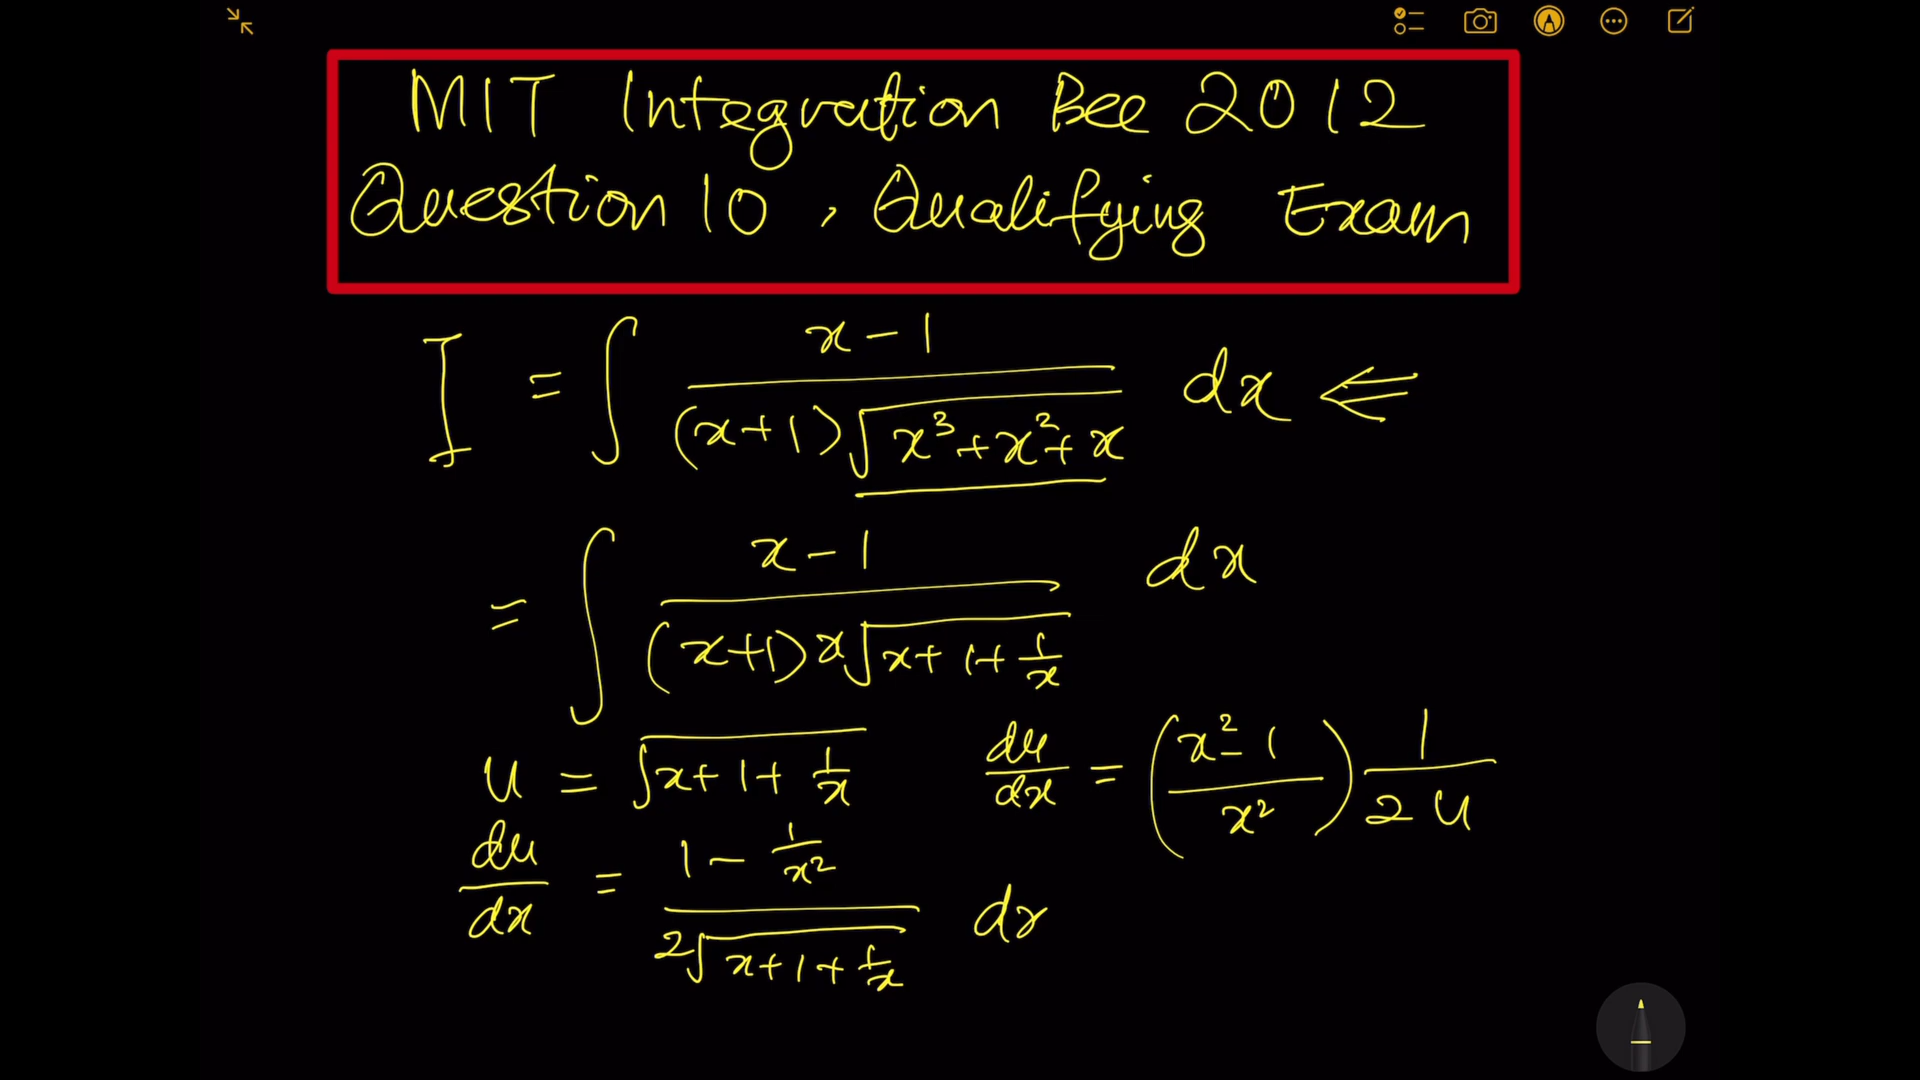 MIT Integration Bee 2012
Question 10, Qualifying Exam
I = ∫ (x-1)/((x+1)√(x³+x²+x)) dx ⇐
= ∫ (x-1)/((x+1)x√(x+1+1/x)) dx
u = √(x+1+1/x) du/dx = ((x²-1)/x²) 1/(2u)
du/dx = (1-1/x²)/(2√(x+1+1/x)) dx